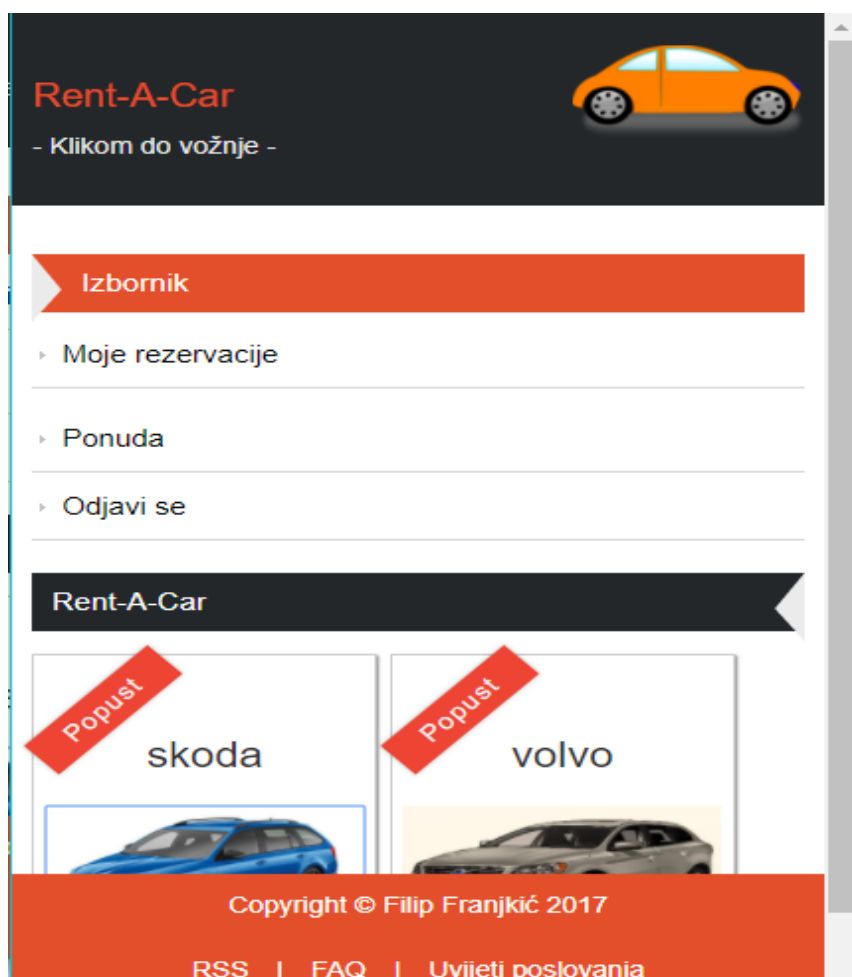 Rent-A-Car
- Klikom do vožnje -
Izbornik
Moje rezervacije
Ponuda
Odjavi se
Rent-A-Car
Popust
skoda
Popust
volvo
Copyright © Filip Franjkić 2017
RSS | FAQ | Uvijeti poslovanja